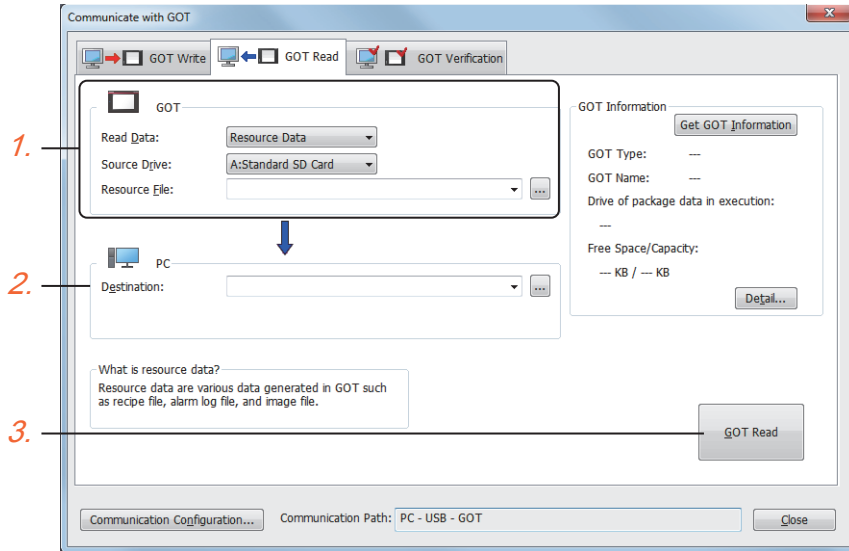 Communicate with GOT
x
GOT Write
GOT Read
GOT Verification
GOT
GOT Information
1.
Read Data:
Resource Data
Get GOT Information
Source Drive:
A:Standard SD Card
GOT Type:
---
Resource File:
...
GOT Name:
---
Drive of package data in execution:
---
PC
Free Space/Capacity:
2.
Destination:
...
--- KB / --- KB
Detail...
What is resource data?
Resource data are various data generated in GOT such
as recipe file, alarm log file, and image file.
3.
GOT Read
Communication Configuration...
Communication Path:
PC - USB - GOT
Close